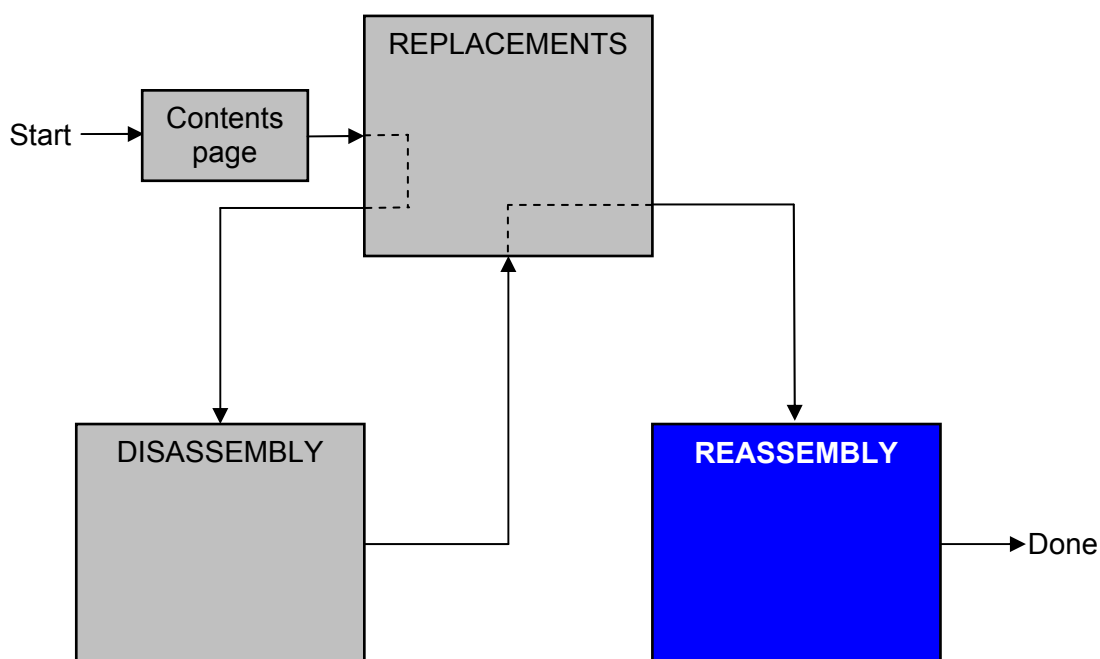 REPLACEMENTS
Start
Contents
page
DISASSEMBLY
REASSEMBLY
Done